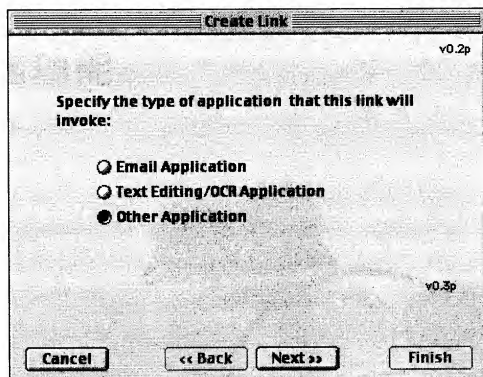 Create Link
v0.2p
Specify the type of application that this link will
invoke:
Email Application
Text Editing/OCR Application
Other Application
v0.3p
Cancel
<< Back
Next >>
Finish